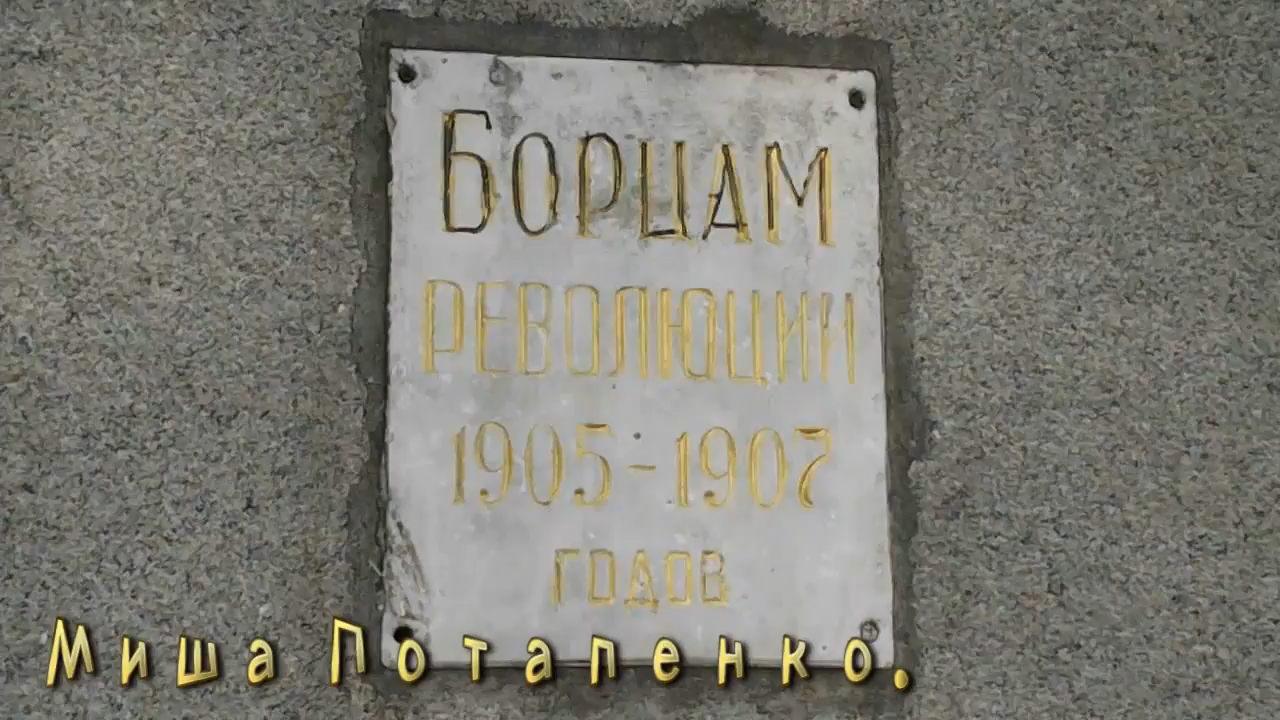 Борцам
революции
1905-1907
годов
Миша Потапенко.